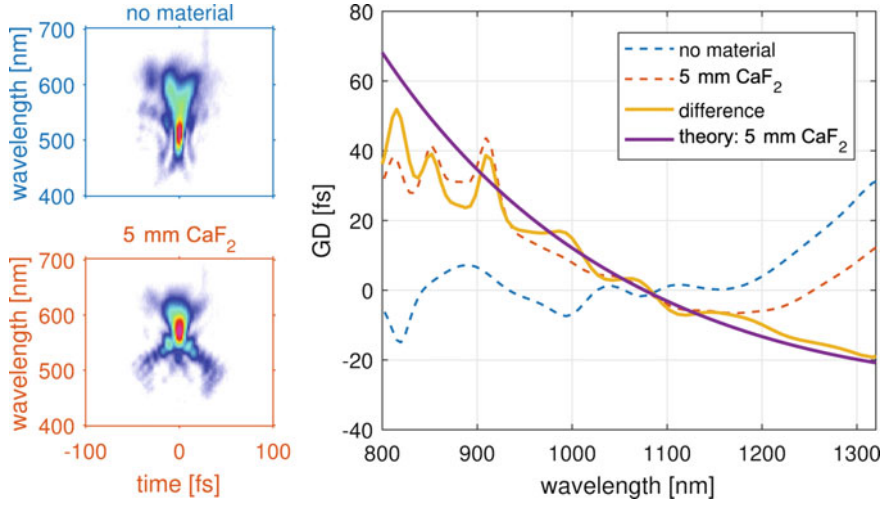 no material
wavelength [nm]
700
600
500
400
5 mm CaF₂
wavelength [nm]
700
600
500
400
-100
0
100
time [fs]
GD [fs]
80
60
40
20
0
-20
-40
800
900
1000
1100
1200
1300
wavelength [nm]
no material
5 mm CaF₂
difference
theory: 5 mm CaF₂